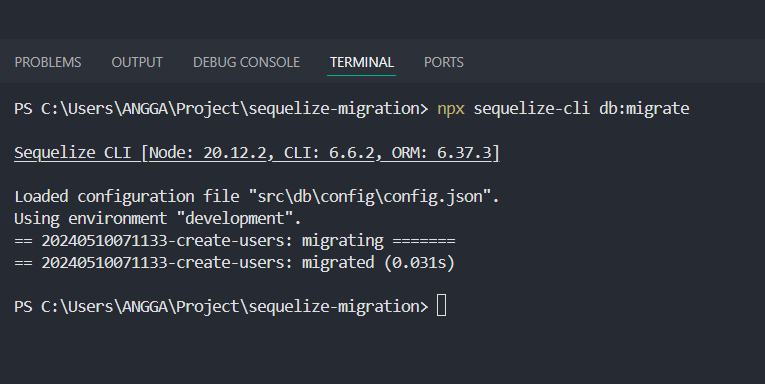 PROBLEMS OUTPUT DEBUG CONSOLE TERMINAL PORTS
PS C:\Users\ANGGA\Project\sequelize-migration> npx sequelize-cli db:migrate
Sequelize CLI [Node: 20.12.2, CLI: 6.6.2, ORM: 6.37.3]
Loaded configuration file "src\db\config\config.json".
Using environment "development".
== 20240510071133-create-users: migrating =======
== 20240510071133-create-users: migrated (0.031s)
PS C:\Users\ANGGA\Project\sequelize-migration>